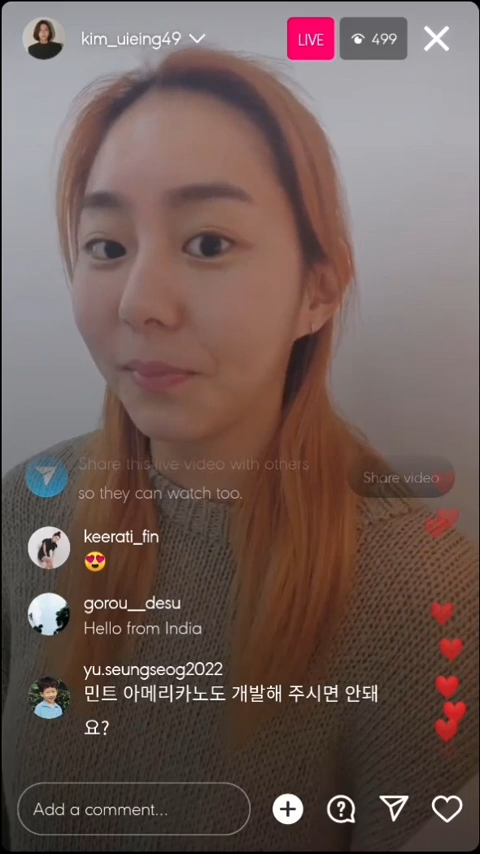 kim_uieing49
LIVE
499
Share this live video with others
so they can watch too.
Share video
keerati_fin
gorou__desu
Hello from India
yu.seungseog2022
민트 아메리카노도 개발해 주시면 안돼
요?
Add a comment...